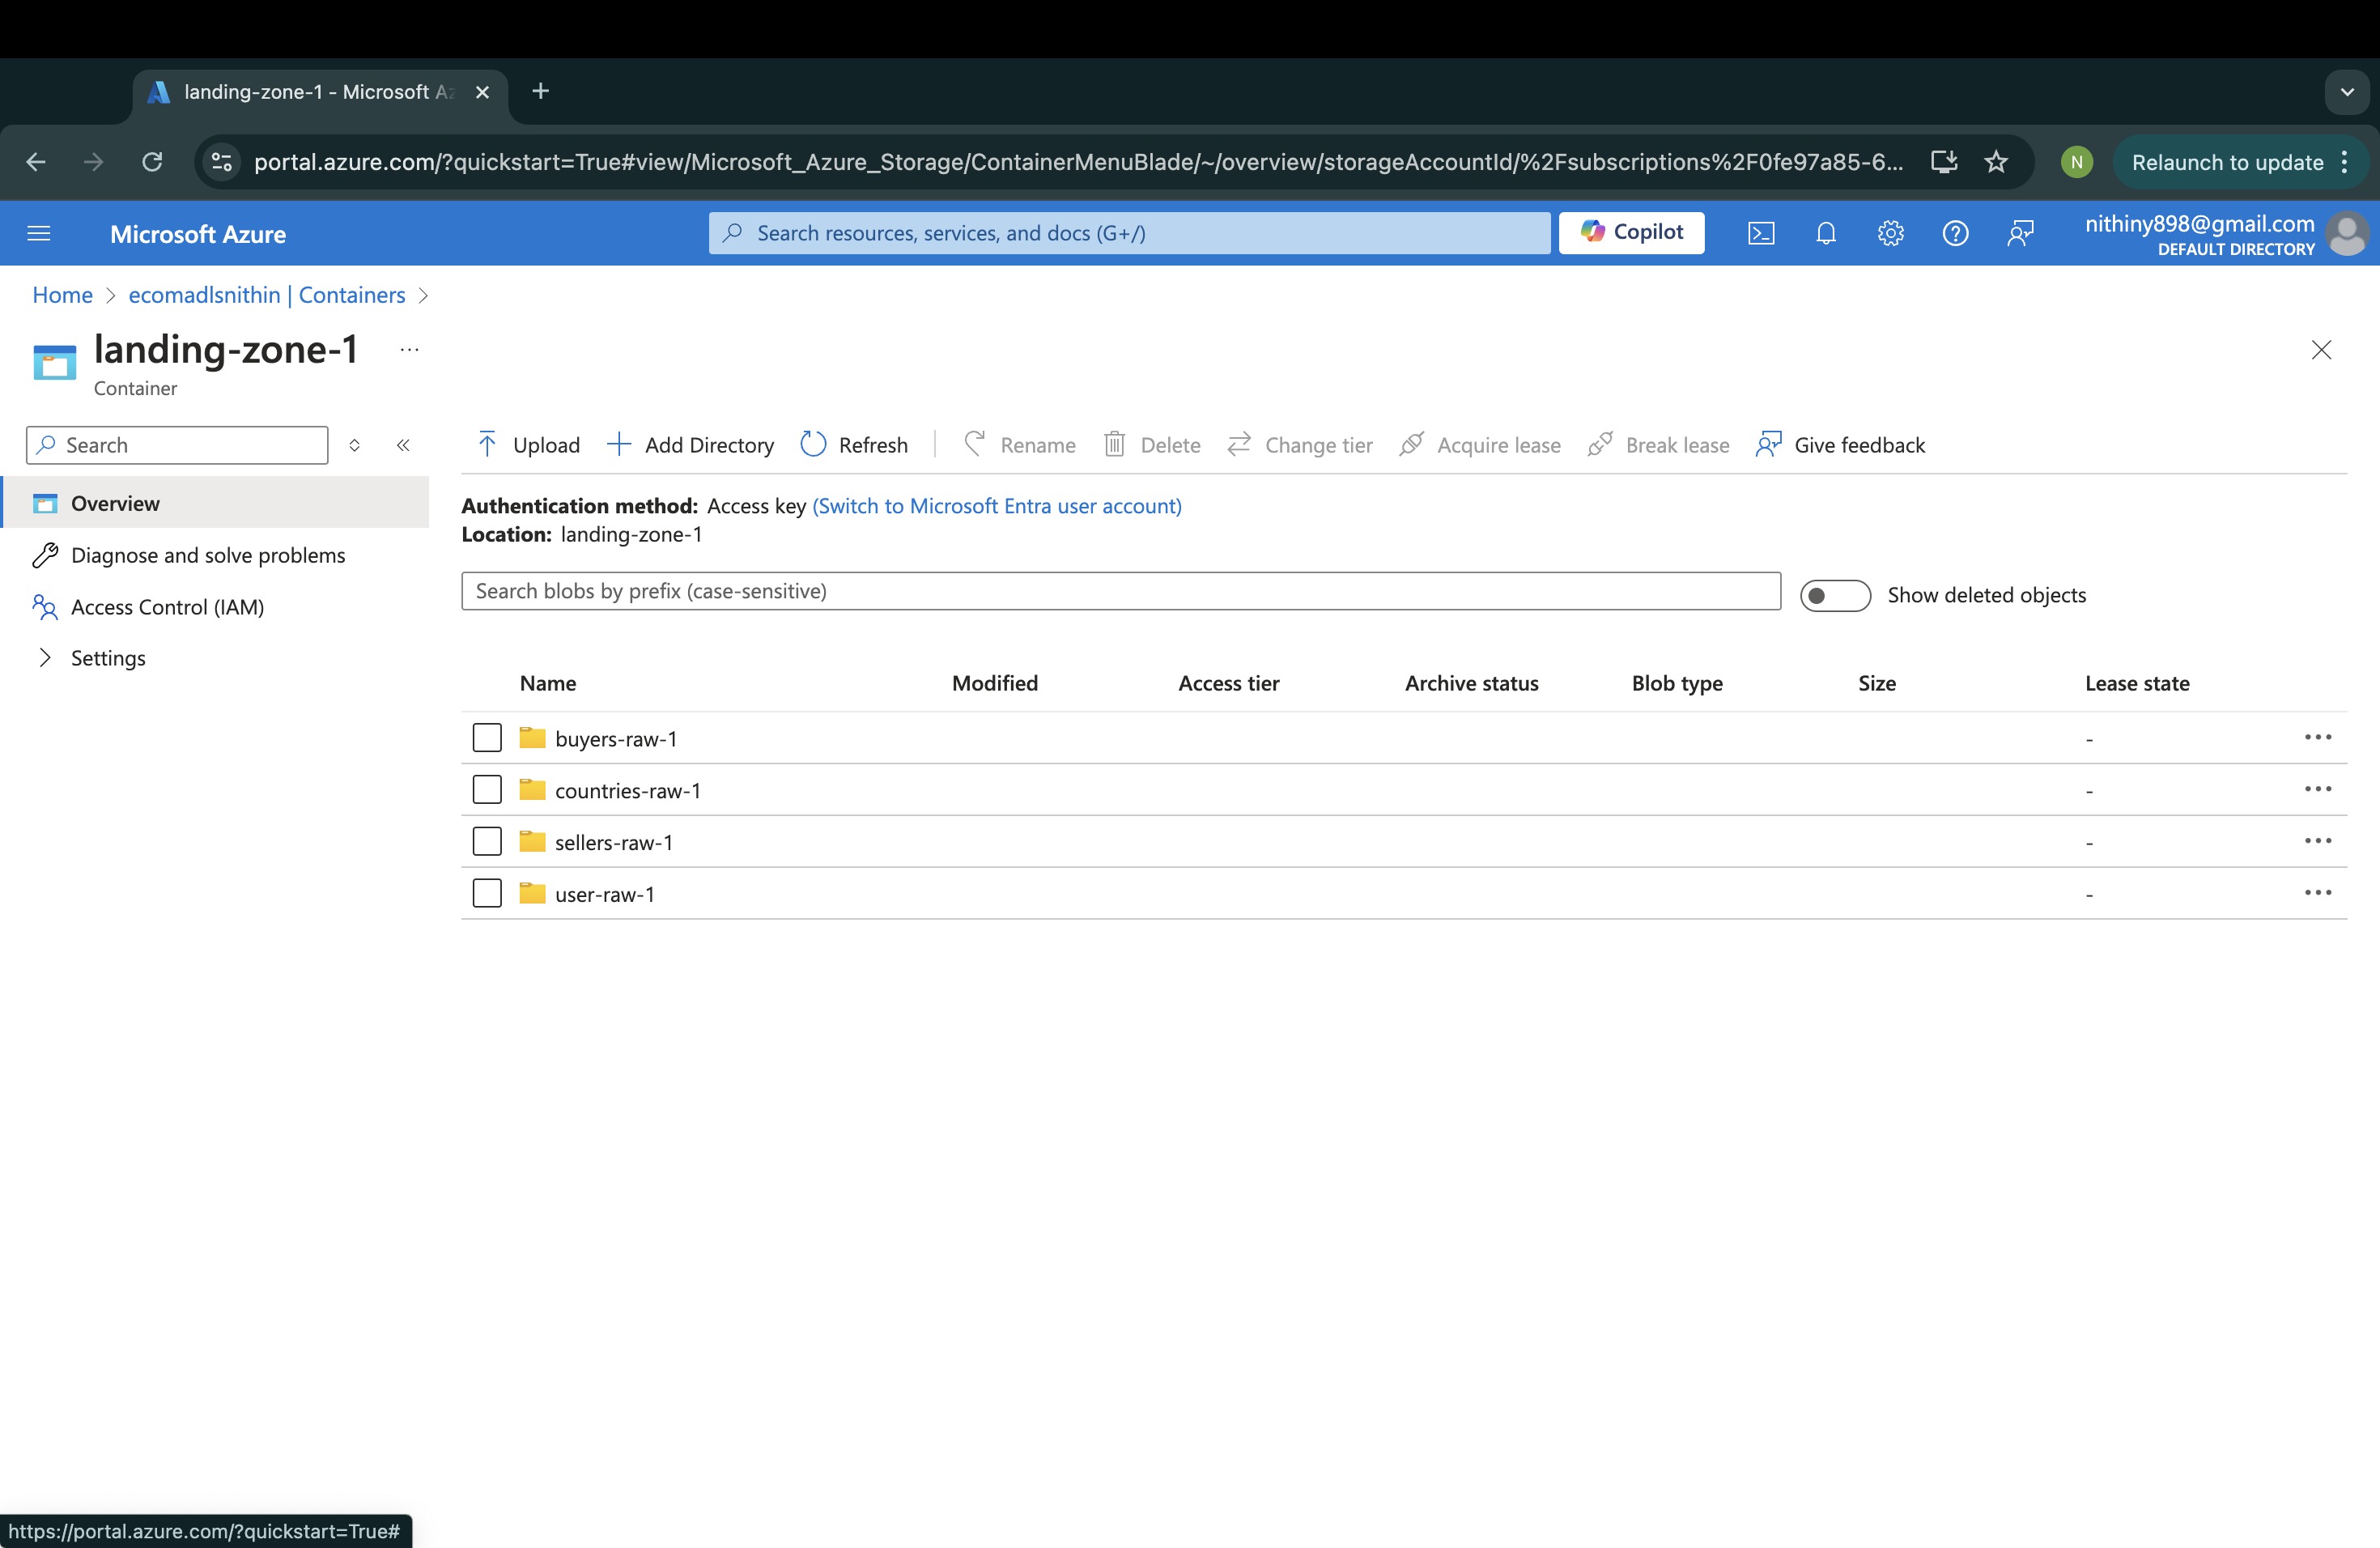 landing-zone-1 - Microsoft Az
portal.azure.com/?quickstart=True#view/Microsoft_Azure_Storage/ContainerMenuBlade/~/overview/storageAccountId/%2Fsubscriptions%2F0fe97a85-6...
N
Relaunch to update
Microsoft Azure
Search resources, services, and docs (G+/)
Copilot
nithiny898@gmail.com
DEFAULT DIRECTORY
Home > ecomadlsnithin | Containers >
landing-zone-1
...
Container
Search
Upload
Add Directory
Refresh
Rename
Delete
Change tier
Acquire lease
Break lease
Give feedback
Overview
Diagnose and solve problems
Access Control (IAM)
Settings
Authentication method: Access key (Switch to Microsoft Entra user account)
Location: landing-zone-1
Search blobs by prefix (case-sensitive)
Show deleted objects
Name Modified Access tier Archive status Blob type Size Lease state
buyers-raw-1 -
countries-raw-1 -
sellers-raw-1 -
user-raw-1 -
https://portal.azure.com/?quickstart=True#